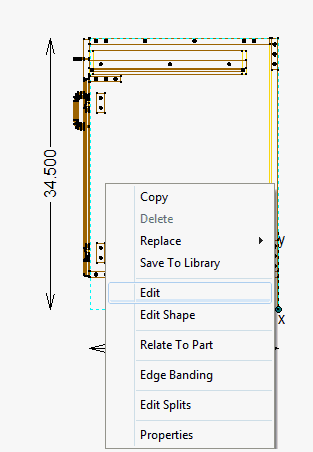 34.500
Copy
Delete
Replace
y
Save To Library
Edit
Edit Shape
x
Relate To Part
Edge Banding
Edit Splits
Properties